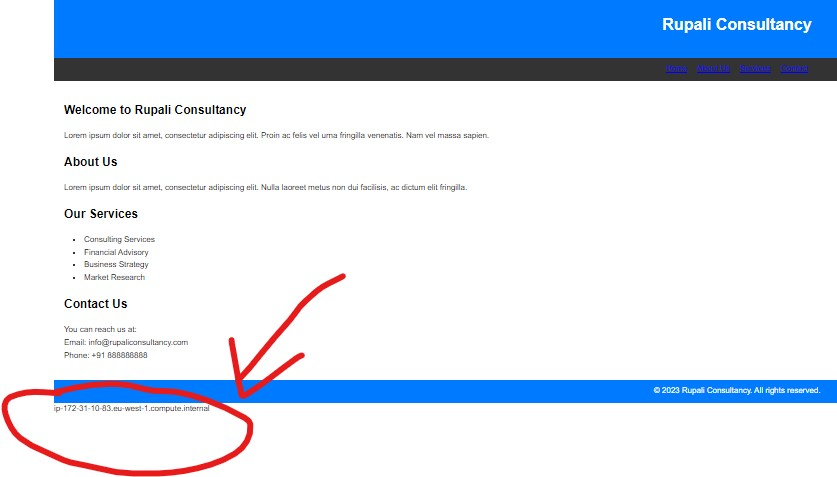 Rupali Consultancy
Home About Us Services Contact
Welcome to Rupali Consultancy
Lorem ipsum dolor sit amet, consectetur adipiscing elit. Proin ac felis vel urna fringilla venenatis. Nam vel massa sapien.
About Us
Lorem ipsum dolor sit amet, consectetur adipiscing elit. Nulla laoreet metus non dui facilisis, ac dictum elit fringilla.
Our Services
Consulting Services
Financial Advisory
Business Strategy
Market Research
Contact Us
You can reach us at:
Email: info@rupaliconsultancy.com
Phone: +91 888888888
© 2023 Rupali Consultancy. All rights reserved.
ip-172-31-10-83.eu-west-1.compute.internal